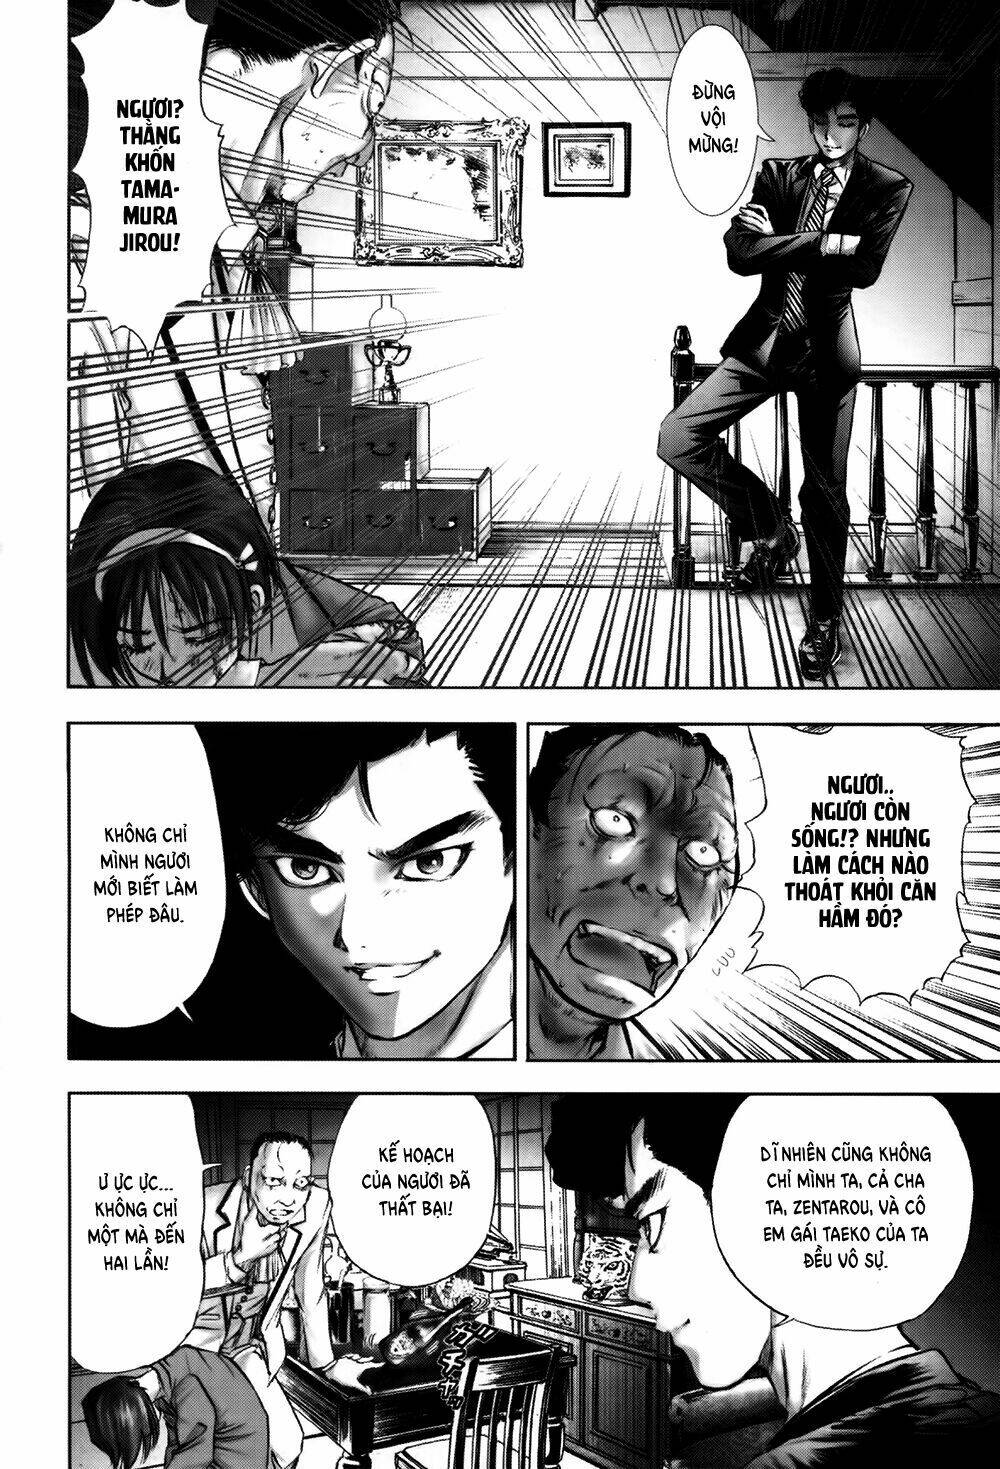 ĐỪNG
VỘI
MỪNG!
NGƯƠI?
THẰNG
KHỐN
TAMA-
MURA
JIROU!
NGƯƠI..
NGƯƠI CÒN
SỐNG!? NHƯNG
LÀM CÁCH NÀO
THOÁT KHỎI CĂN
HẦM ĐÓ?
KHÔNG CHỈ
MÌNH NGƯƠI
MỚI BIẾT LÀM
PHÉP ĐÂU.
DĨ NHIÊN CŨNG KHÔNG
CHỈ MÌNH TA, CẢ CHA
TA, ZENTAROU, VÀ CÔ
EM GÁI TAEKO CỦA TA
ĐỀU VÔ SỰ.
KẾ HOẠCH
CỦA NGƯƠI ĐÃ
THẤT BẠI!
Ư ỰC ỰC...
KHÔNG CHỈ
MỘT MÀ ĐẾN
HAI LẦN!